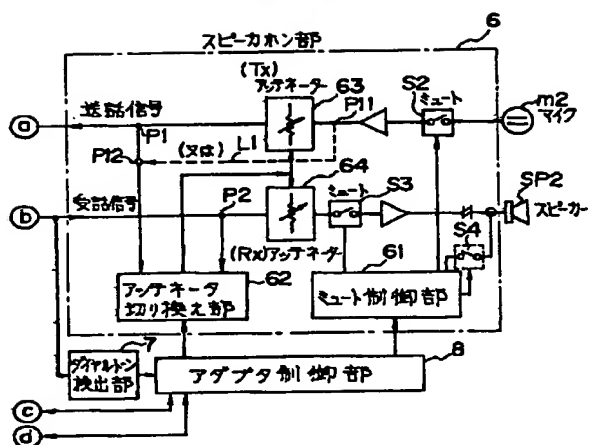 スピーカホン部
6
(Tx)
アッテネーター
63
P11
S2
ミュート
m2
マイク
a
送話信号
P1
P12
(又は)
L1
64
ミュート
S3
SP2
スピーカー
b
受話信号
P2
(Rx)アッテネーター
61
S4
アッテネータ
切り換え部
62
ミュート制御部
7
ダイヤルトーン
検出部
8
アダプタ制御部
c
d